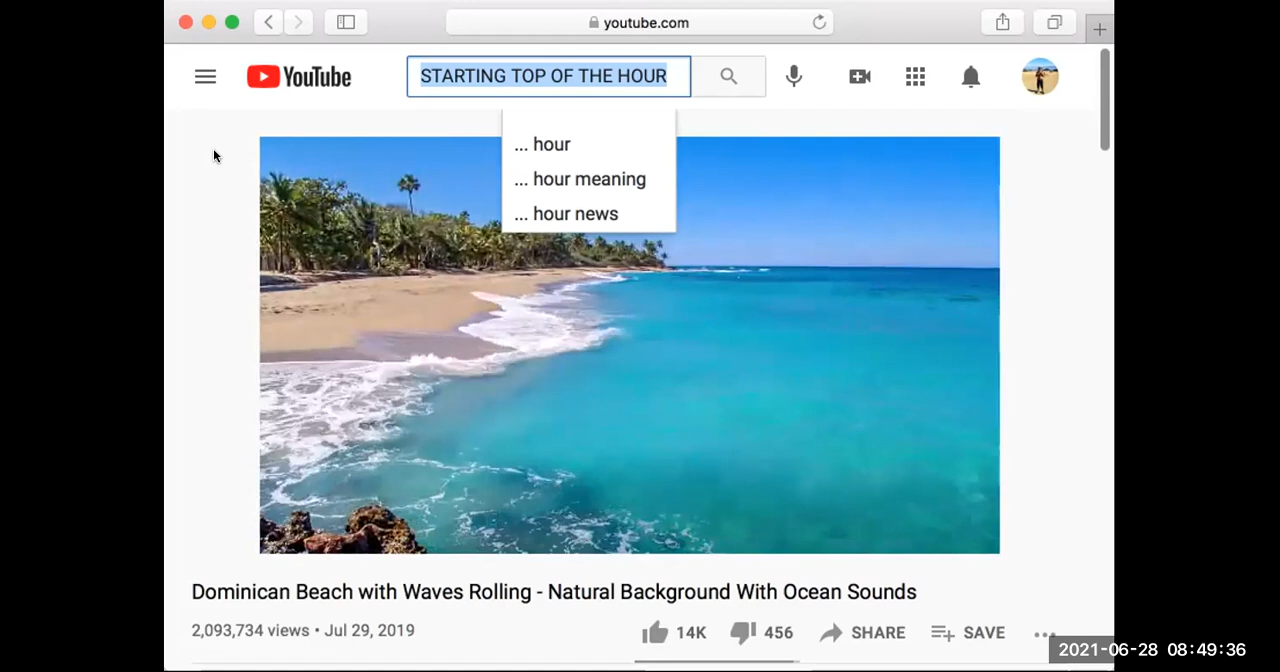 youtube.com
YouTube
STARTING TOP OF THE HOUR
... hour
... hour meaning
... hour news
Dominican Beach with Waves Rolling - Natural Background With Ocean Sounds
2,093,734 views • Jul 29, 2019
14K 456 SHARE SAVE
2021-06-28 08:49:36